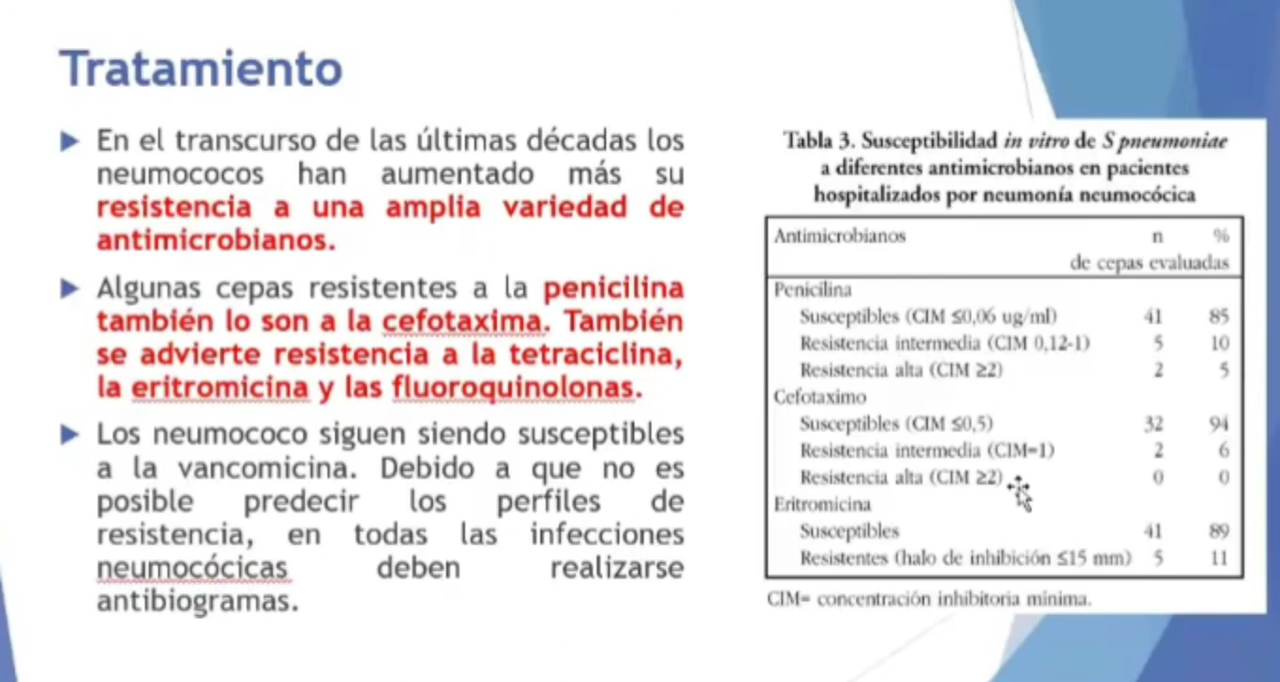 Tratamiento
En el transcurso de las últimas décadas los
neumococos han aumentado más su
resistencia a una amplia variedad de
antimicrobianos.
Algunas cepas resistentes a la penicilina
también lo son a la cefotaxima. También
se advierte resistencia a la tetraciclina,
la eritromicina y las fluoroquinolonas.
Los neumococo siguen siendo susceptibles
a la vancomicina. Debido a que no es
posible predecir los perfiles de
resistencia, en todas las infecciones
neumocócicas deben realizarse
antibiogramas.
Tabla 3. Susceptibilidad in vitro de S pneumoniae
a diferentes antimicrobianos en pacientes
hospitalizados por neumonía neumocócica
Antimicrobianos n %
de cepas evaluadas
Penicilina
Susceptibles (CIM ≤0,06 ug/ml) 41 85
Resistencia intermedia (CIM 0,12-1) 5 10
Resistencia alta (CIM ≥2) 2 5
Cefotaximo
Susceptibles (CIM ≤0,5) 32 94
Resistencia intermedia (CIM=1) 2 6
Resistencia alta (CIM ≥2) 0 0
Eritromicina
Susceptibles 41 89
Resistentes (halo de inhibición ≤15 mm) 5 11
CIM= concentración inhibitoria mínima.